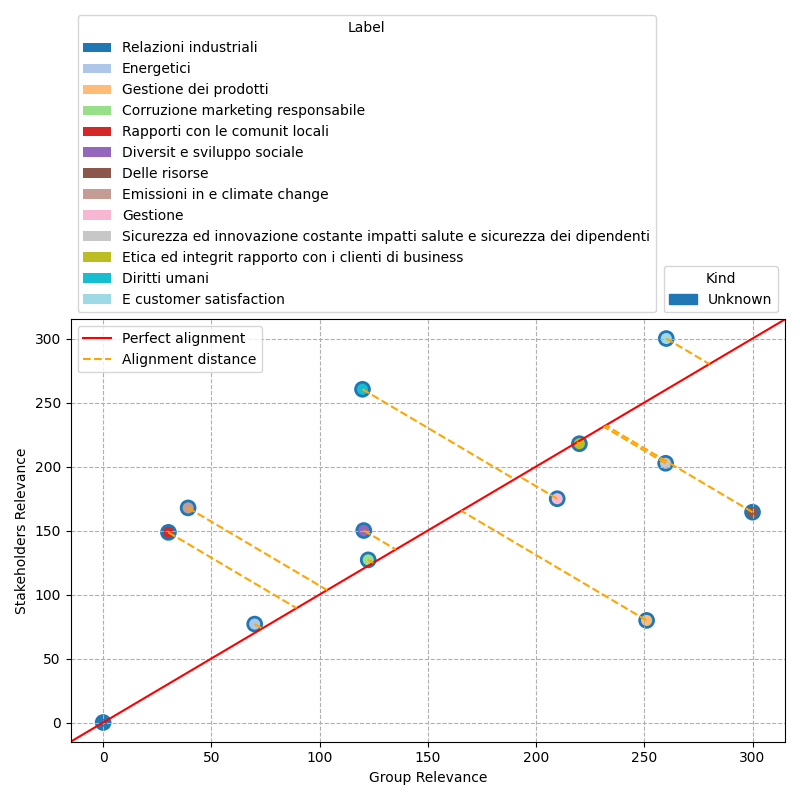 Label
Relazioni industriali
Energetici
Gestione dei prodotti
Corruzione marketing responsabile
Rapporti con le comunit locali
Diversit e sviluppo sociale
Delle risorse
Emissioni in e climate change
Gestione
Sicurezza ed innovazione costante impatti salute e sicurezza dei dipendenti
Etica ed integrit rapporto con i clienti di business
Diritti umani
E customer satisfaction
Kind
Unknown
Perfect alignment
Alignment distance
Stakeholders Relevance
300
250
200
150
100
50
0
0 50 100 150 200 250 300
Group Relevance